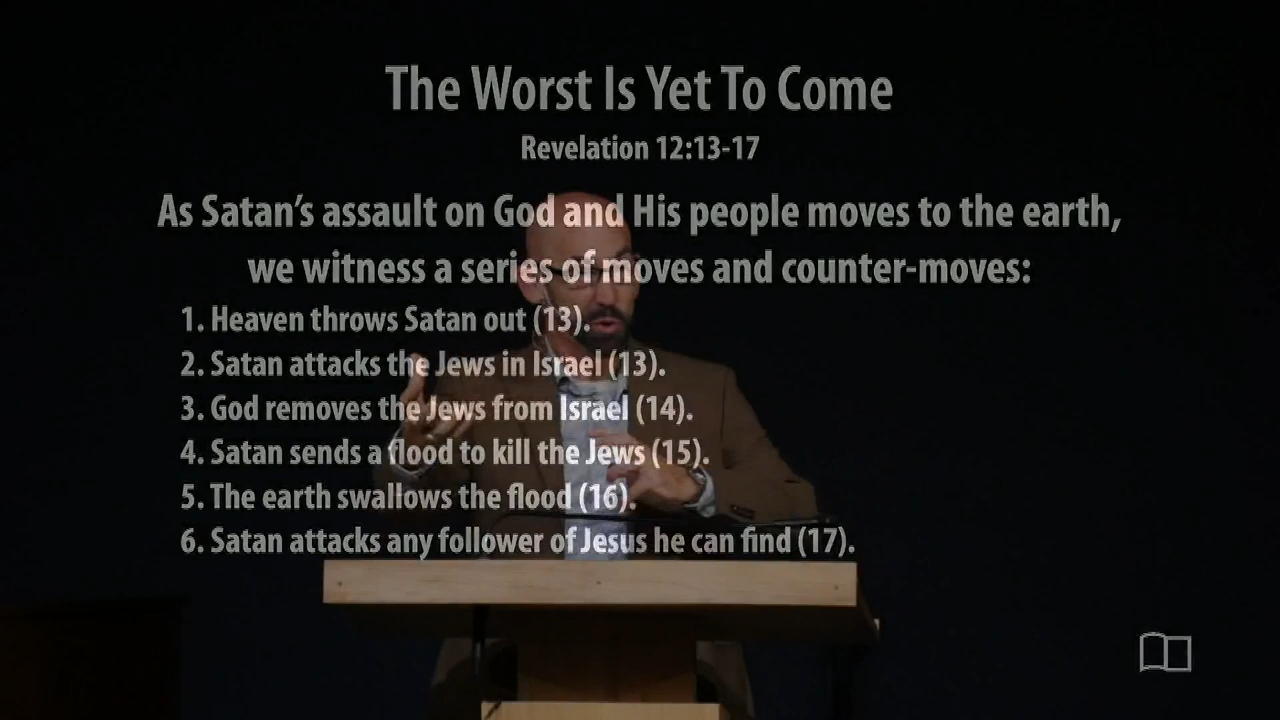 The Worst Is Yet To Come
Revelation 12:13-17
As Satan's assault on God and His people moves to the earth,
we witness a series of moves and counter-moves:
1. Heaven throws Satan out (13).
2. Satan attacks the Jews in Israel (13).
3. God removes the Jews from Israel (14).
4. Satan sends a flood to kill the Jews (15).
5. The earth swallows the flood (16).
6. Satan attacks any follower of Jesus he can find (17).